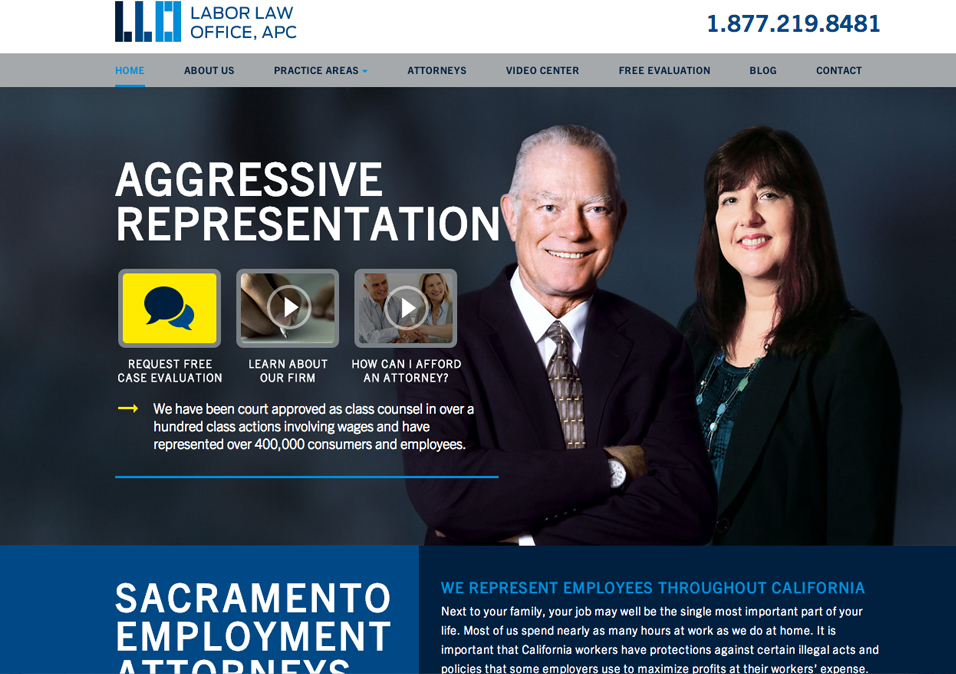 LABOR LAW
OFFICE, APC
1.877.219.8481
HOME ABOUT US PRACTICE AREAS ATTORNEYS VIDEO CENTER FREE EVALUATION BLOG CONTACT
AGGRESSIVE
REPRESENTATION
REQUEST FREE
CASE EVALUATION
LEARN ABOUT
OUR FIRM
HOW CAN I AFFORD
AN ATTORNEY?
We have been court approved as class counsel in over a
hundred class actions involving wages and have
represented over 400,000 consumers and employees.
SACRAMENTO
EMPLOYMENT
ATTORNEYS
WE REPRESENT EMPLOYEES THROUGHOUT CALIFORNIA
Next to your family, your job may well be the single most important part of your
life. Most of us spend nearly as many hours at work as we do at home. It is
important that California workers have protections against certain illegal acts and
policies that some employers use to maximize profits at their workers' expense.